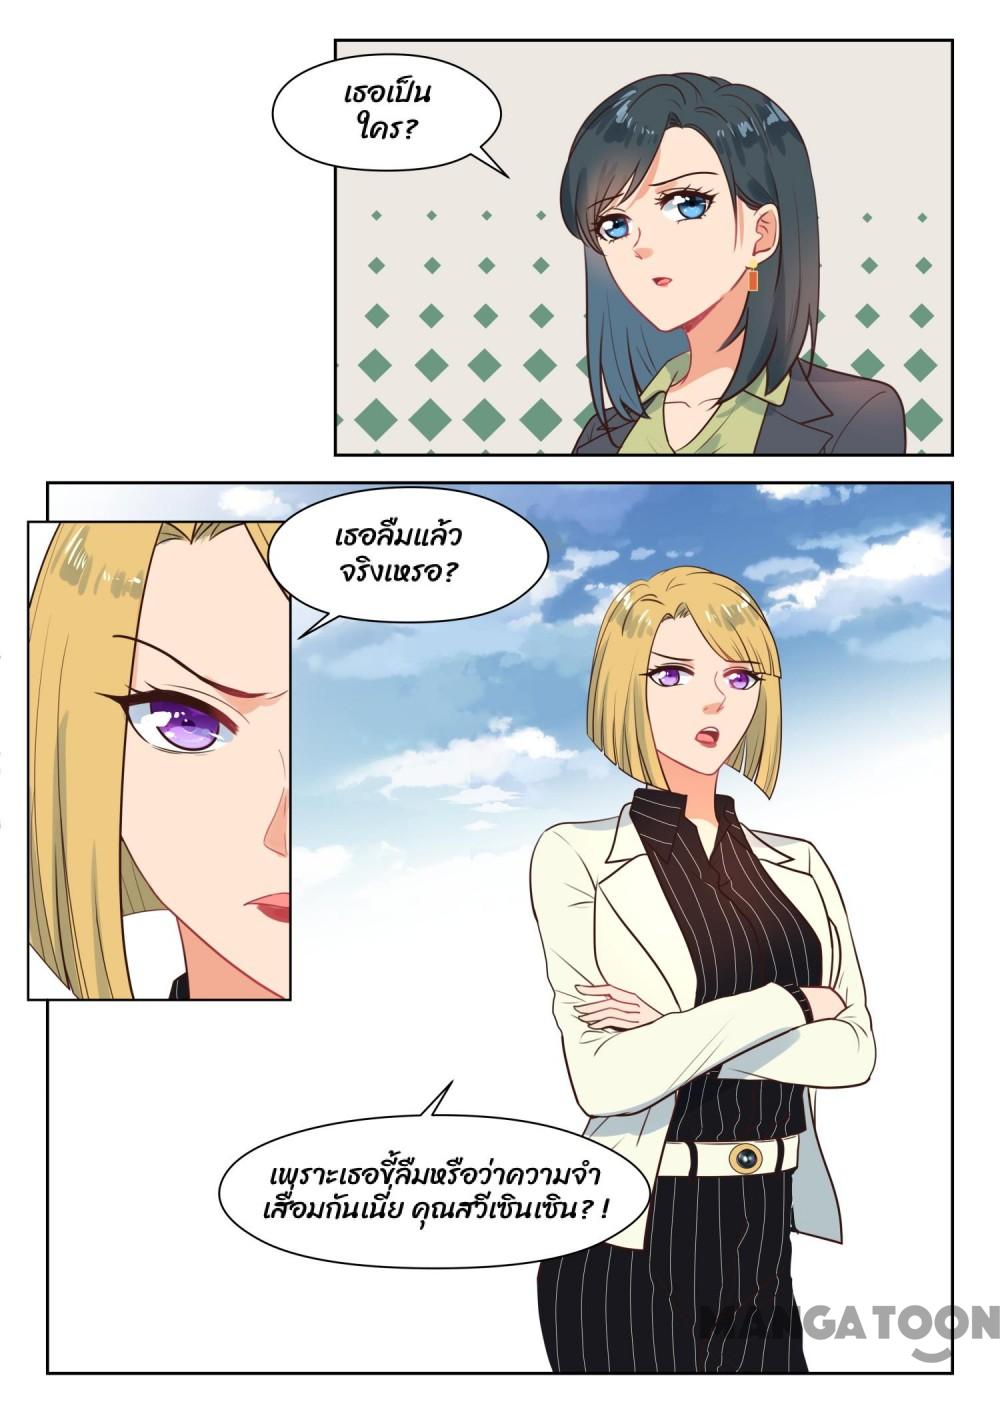 เธอเป็น
ใคร?
เธอลืมแล้ว
จริงเหรอ?
เพราะเธอขี้ลืมหรือว่าความจำ
เสื่อมกันเนี่ย คุณสวีเซินเซิน?!
MANGATOON